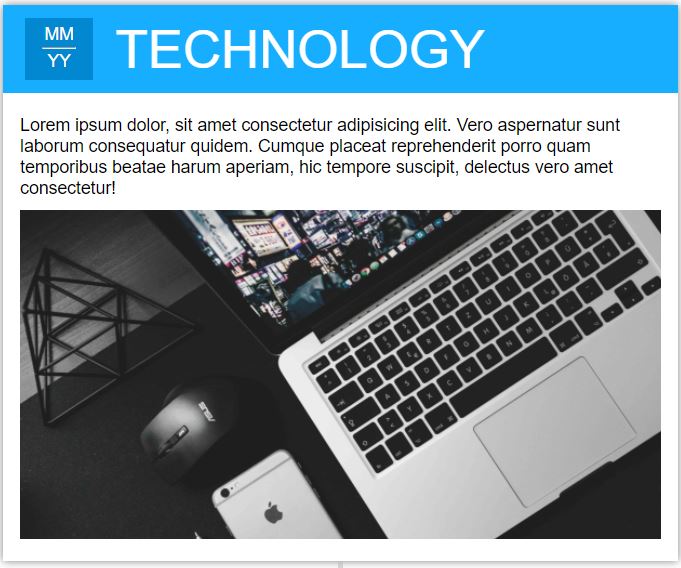 MM
YY
TECHNOLOGY
Lorem ipsum dolor, sit amet consectetur adipisicing elit. Vero aspernatur sunt
laborum consequatur quidem. Cumque placeat reprehenderit porro quam
temporibus beatae harum aperiam, hic tempore suscipit, delectus vero amet
consectetur!
ASUS